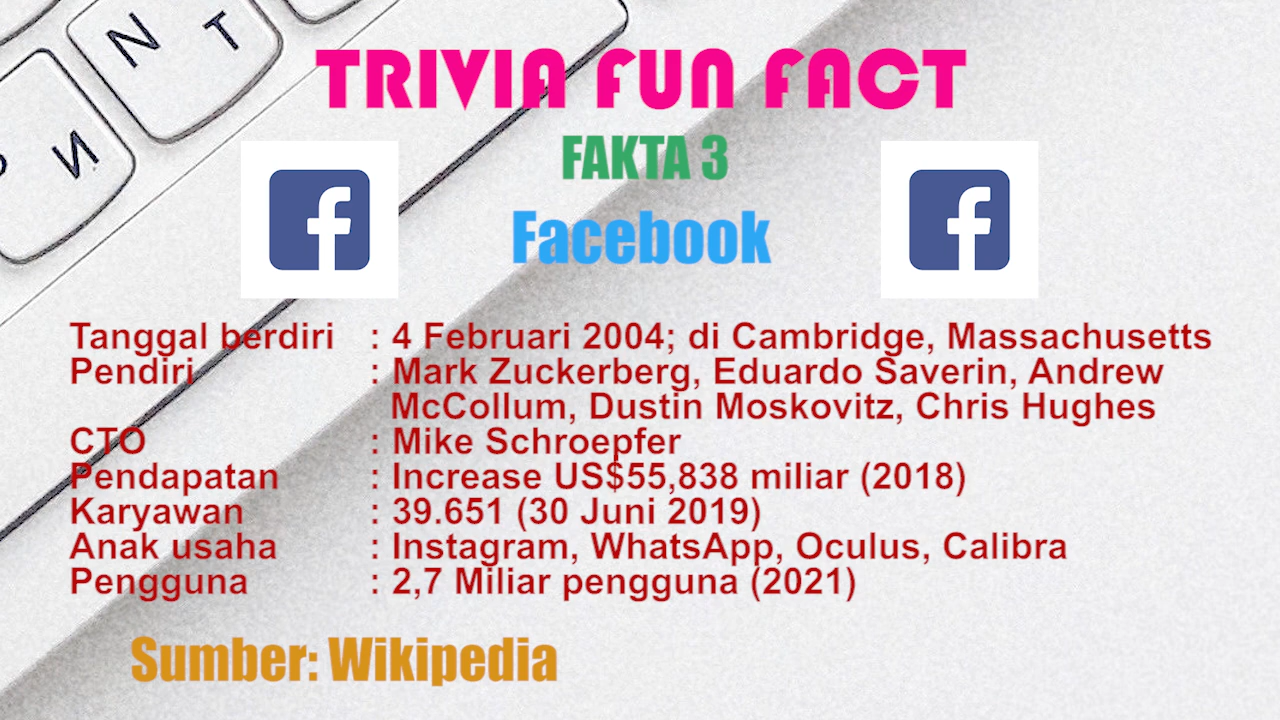 N T
И
TRIVIA FUN FACT
FAKTA 3
Facebook
Tanggal berdiri : 4 Februari 2004; di Cambridge, Massachusetts
Pendiri : Mark Zuckerberg, Eduardo Saverin, Andrew
McCollum, Dustin Moskovitz, Chris Hughes
CTO : Mike Schroepfer
Pendapatan : Increase US$55,838 miliar (2018)
Karyawan : 39.651 (30 Juni 2019)
Anak usaha : Instagram, WhatsApp, Oculus, Calibra
Pengguna : 2,7 Miliar pengguna (2021)
Sumber: Wikipedia